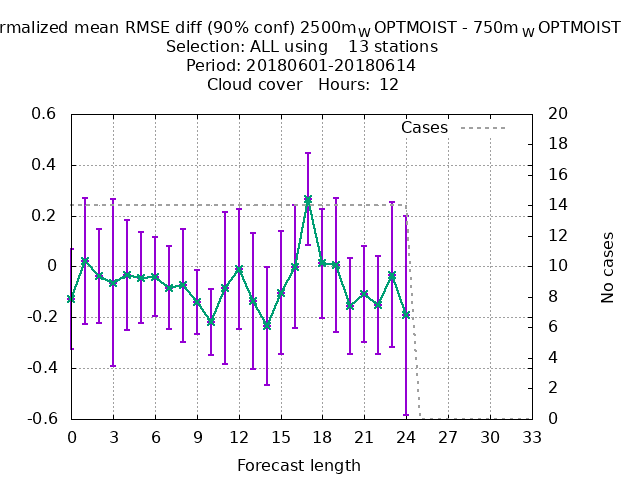 rmalized mean RMSE diff (90% conf) 2500m W OPTMOIST - 750m W OPTMOIST
Selection: ALL using 13 stations
Period: 20180601-20180614
Cloud cover Hours: 12
Cases
0.6
0.4
0.2
0
-0.2
-0.4
-0.6
20
18
16
14
12
10
8
6
4
2
0
No cases
0 3 6 9 12 15 18 21 24 27 30 33
Forecast length